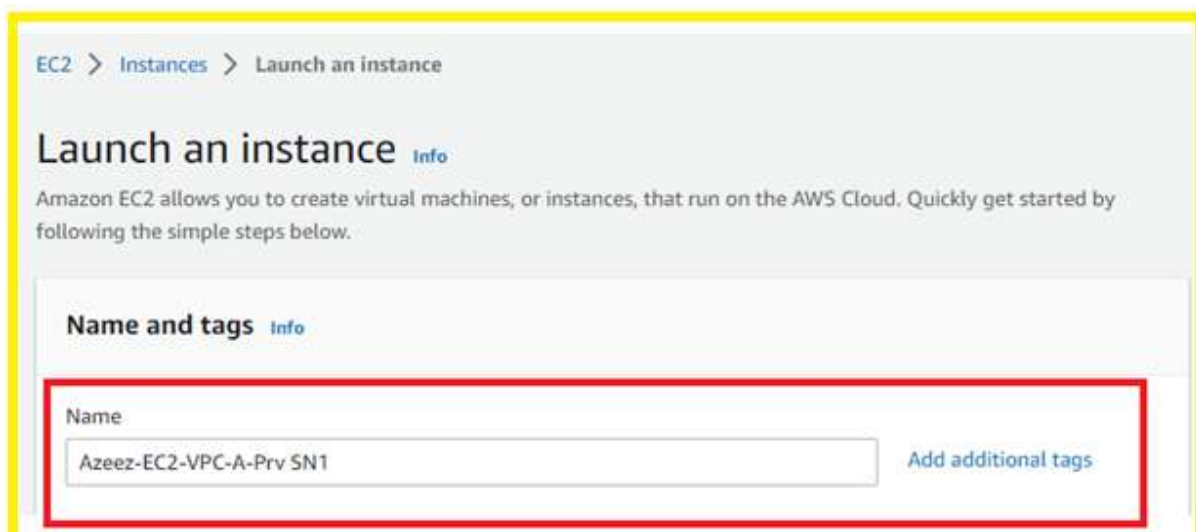 EC2 > Instances > Launch an instance
Launch an instance Info
Amazon EC2 allows you to create virtual machines, or instances, that run on the AWS Cloud. Quickly get started by
following the simple steps below.
Name and tags Info
Name
Azeez-EC2-VPC-A-Prv SN1 Add additional tags